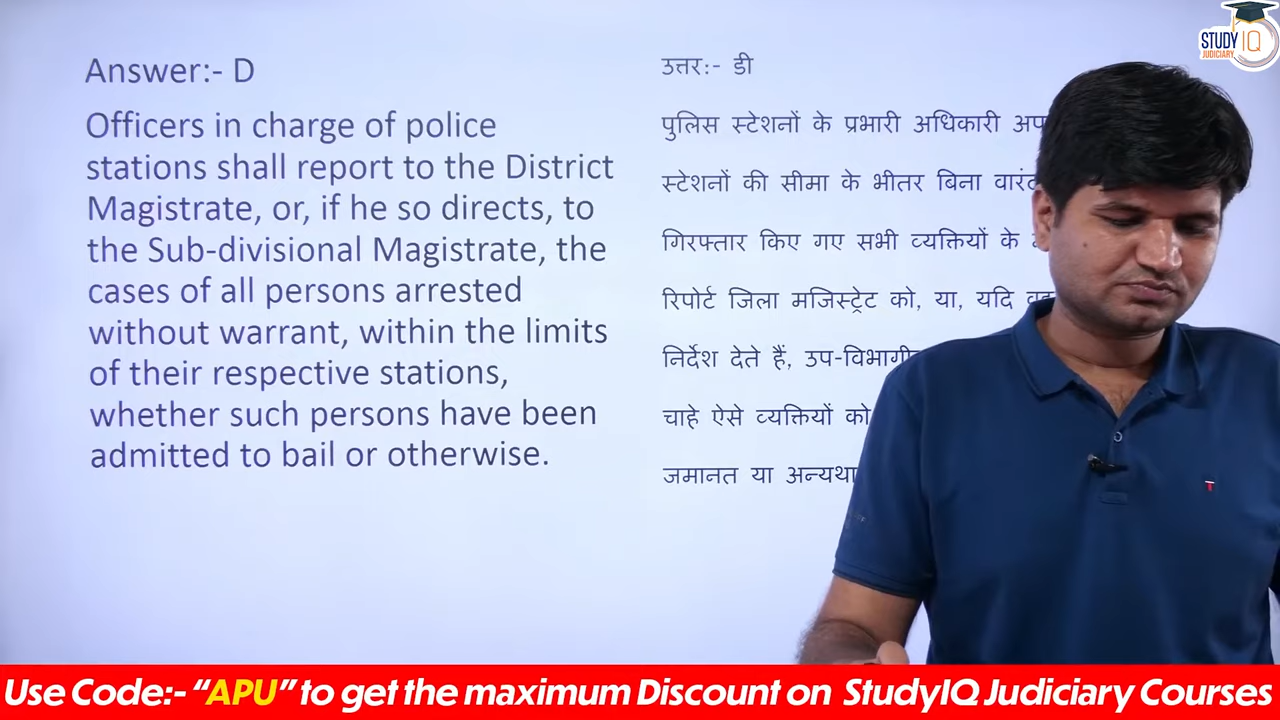 Answer:- D
Officers in charge of police
stations shall report to the District
Magistrate, or, if he so directs, to
the Sub-divisional Magistrate, the
cases of all persons arrested
without warrant, within the limits
of their respective stations,
whether such persons have been
admitted to bail or otherwise.
उत्तरः- डी
पुलिस स्टेशनों के प्रभारी अधिकारी
स्टेशनों की सीमा के भीतर बिना
गिरफ्तार किए गए सभी व्यक्तियों के
रिपोर्ट जिला मजिस्ट्रेट को, या, यदि
निर्देश देते हैं,
चाहे ऐसे व्यक्तियों को
जमानत या अन्यथा
STUDY IQ
JUDICIARY
Use Code:- “APU” to get the maximum Discount on StudyIQ Judiciary Courses